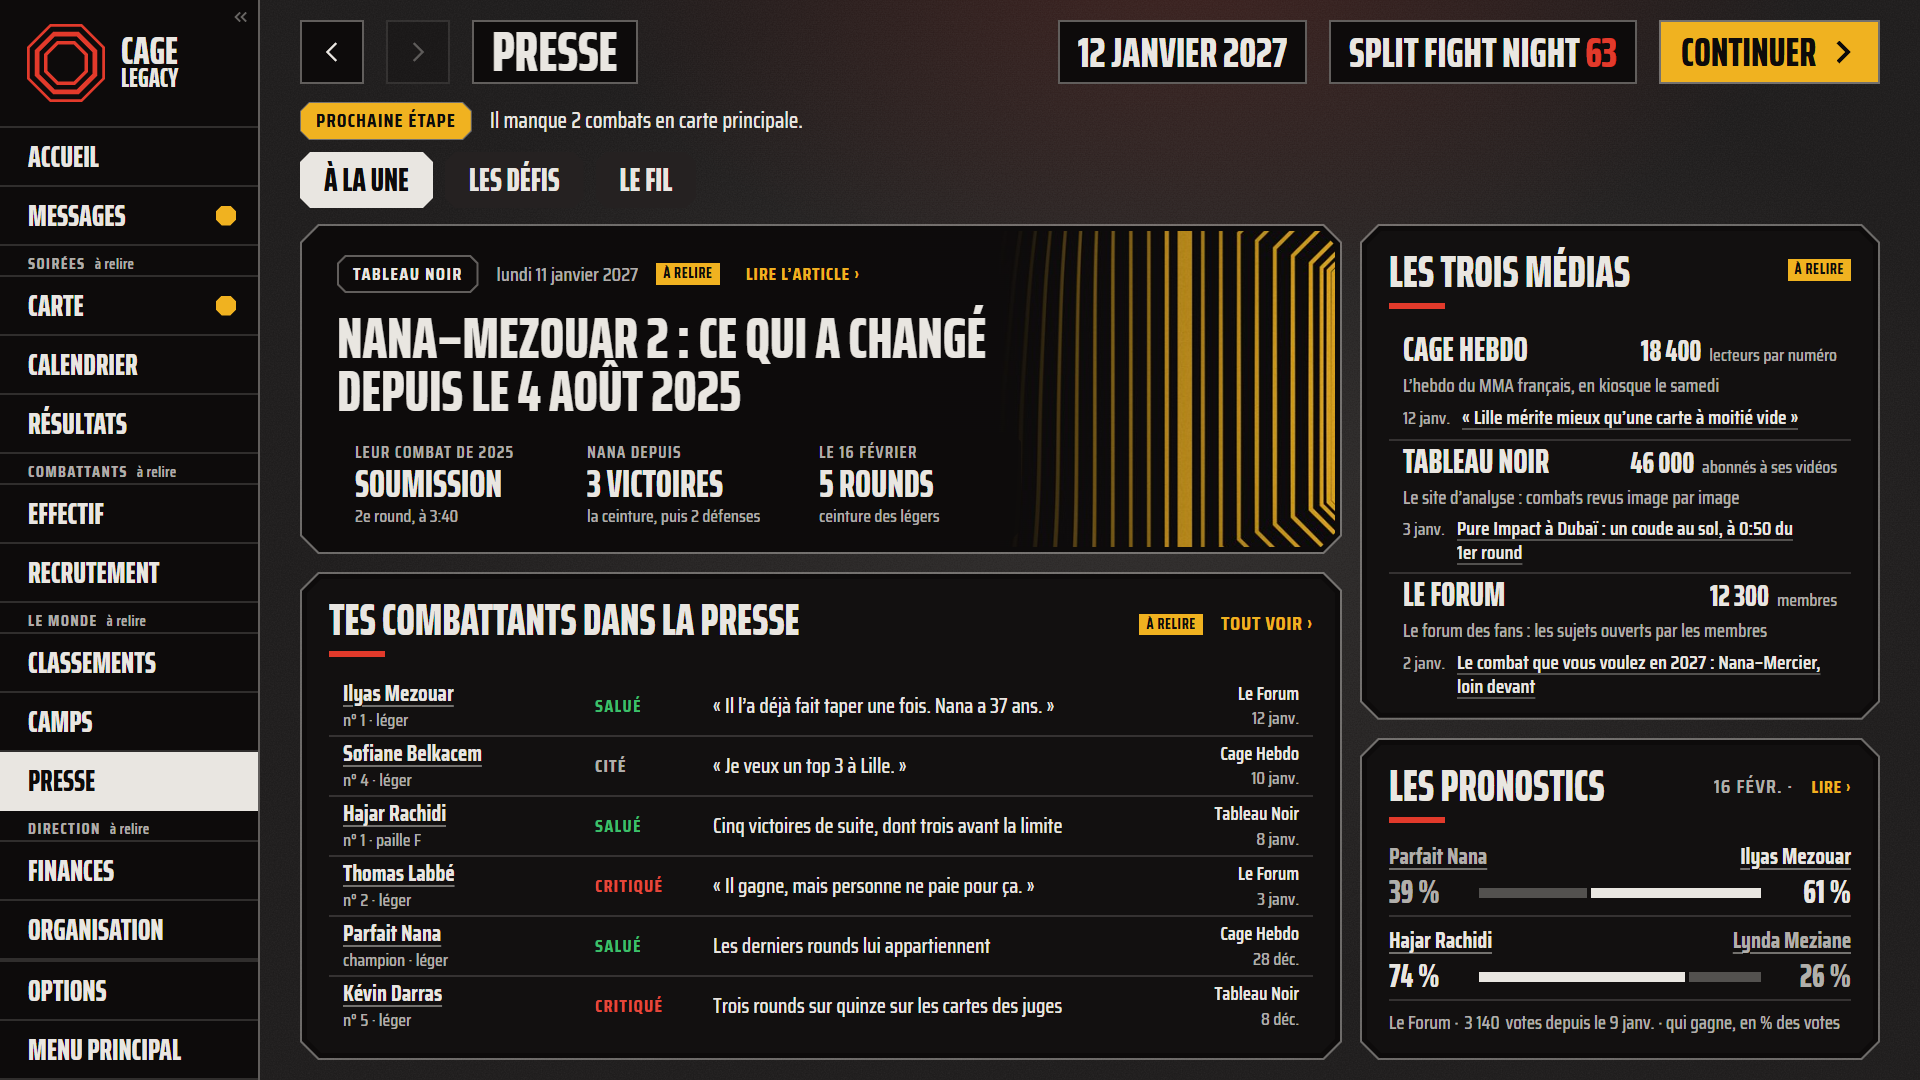 CAGE
LEGACY
«
ACCUEIL
MESSAGES
SOIRÉES à relire
CARTE
CALENDRIER
RÉSULTATS
COMBATTANTS à relire
EFFECTIF
RECRUTEMENT
LE MONDE à relire
CLASSEMENTS
CAMPS
PRESSE
DIRECTION à relire
FINANCES
ORGANISATION
OPTIONS
MENU PRINCIPAL
PRESSE
12 JANVIER 2027
SPLIT FIGHT NIGHT 63
CONTINUER
PROCHAINE ÉTAPE Il manque 2 combats en carte principale.
À LA UNE LES DÉFIS LE FIL
TABLEAU NOIR lundi 11 janvier 2027 À RELIRE LIRE L’ARTICLE ›
NANA–MEZOUAR 2 : CE QUI A CHANGÉ
DEPUIS LE 4 AOÛT 2025
LEUR COMBAT DE 2025
SOUMISSION
2e round, à 3:40
NANA DEPUIS
3 VICTOIRES
la ceinture, puis 2 défenses
LE 16 FÉVRIER
5 ROUNDS
ceinture des légers
TES COMBATTANTS DANS LA PRESSE À RELIRE TOUT VOIR ›
Ilyas Mezouar
n° 1 · léger
SALUÉ
« Il l’a déjà fait taper une fois. Nana a 37 ans. »
Le Forum
12 janv.
Sofiane Belkacem
n° 4 · léger
CITÉ
« Je veux un top 3 à Lille. »
Cage Hebdo
10 janv.
Hajar Rachidi
n° 1 · paille F
SALUÉ
Cinq victoires de suite, dont trois avant la limite
Tableau Noir
8 janv.
Thomas Labbé
n° 2 · léger
CRITIQUÉ
« Il gagne, mais personne ne paie pour ça. »
Le Forum
3 janv.
Parfait Nana
champion · léger
SALUÉ
Les derniers rounds lui appartiennent
Cage Hebdo
28 déc.
Kévin Darras
n° 5 · léger
CRITIQUÉ
Trois rounds sur quinze sur les cartes des juges
Tableau Noir
8 déc.
LES TROIS MÉDIAS À RELIRE
CAGE HEBDO 18 400 lecteurs par numéro
L’hebdo du MMA français, en kiosque le samedi
12 janv. « Lille mérite mieux qu’une carte à moitié vide »
TABLEAU NOIR 46 000 abonnés à ses vidéos
Le site d’analyse : combats revus image par image
3 janv. Pure Impact à Dubaï : un coude au sol, à 0:50 du
1er round
LE FORUM 12 300 membres
Le forum des fans : les sujets ouverts par les membres
2 janv. Le combat que vous voulez en 2027 : Nana–Mercier,
loin devant
LES PRONOSTICS 16 FÉVR. · LIRE ›
Parfait Nana Ilyas Mezouar
39 % 61 %
Hajar Rachidi Lynda Meziane
74 % 26 %
Le Forum · 3 140 votes depuis le 9 janv. · qui gagne, en % des votes